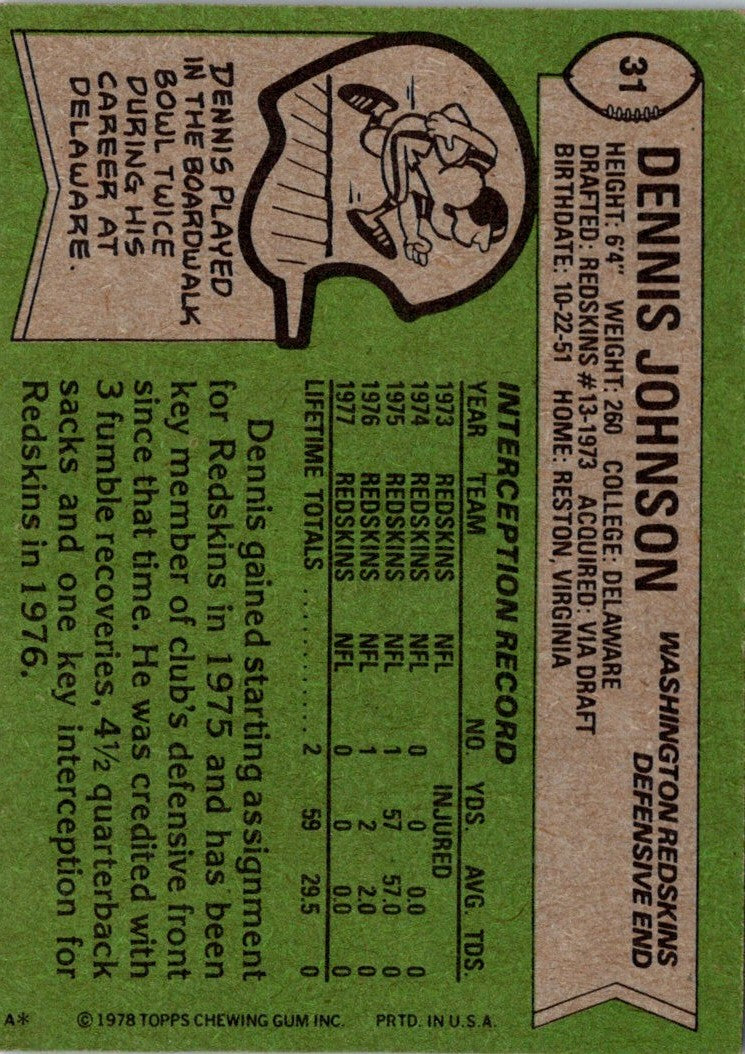 31
DENNIS JOHNSON
WASHINGTON REDSKINS
DEFENSIVE END
HEIGHT: 6'4" WEIGHT: 260 COLLEGE: DELAWARE
DRAFTED: REDSKINS #13-1973 ACQUIRED: VIA DRAFT
BIRTHDATE: 10-22-51 HOME: RESTON, VIRGINIA
DENNIS PLAYED
IN THE BOARDWALK
BOWL TWICE
DURING HIS
CAREER AT
DELAWARE.
INTERCEPTION RECORD
YEAR TEAM NO. YDS. AVG. TDS.
1973 REDSKINS NFL INJURED
1974 REDSKINS NFL 0 0 0.0 0
1975 REDSKINS NFL 1 57 57.0 0
1976 REDSKINS NFL 1 2 2.0 0
1977 REDSKINS NFL 0 0 0.0 0
LIFETIME TOTALS .............. 2 59 29.5 0
Dennis gained starting assignment
for Redskins in 1975 and has been
key member of club's defensive front
since that time. He was credited with
3 fumble recoveries, 4½ quarterback
sacks and one key interception for
Redskins in 1976.
A* © 1978 TOPPS CHEWING GUM INC. PRTD. IN U.S.A.